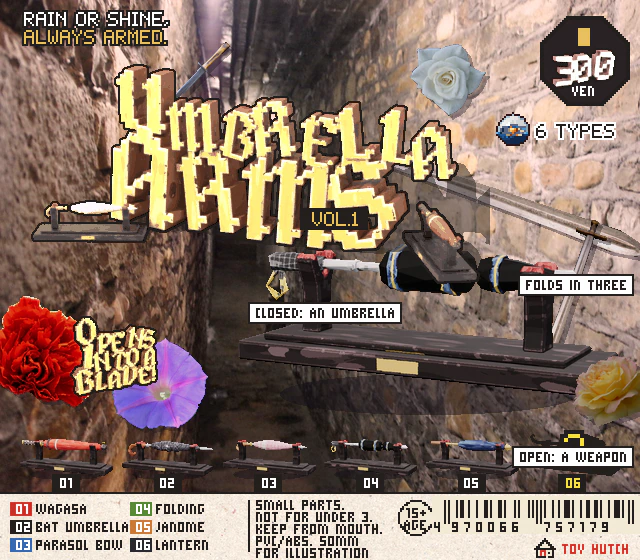 RAIN OR SHINE,
ALWAYS ARMED.
300
YEN
6 TYPES
UMBRELLA
ARMS
VOL.1
FOLDS IN THREE
CLOSED: AN UMBRELLA
OPENS
INTO A
BLADE!
OPEN: A WEAPON
01
02
03
04
05
06
01 WAGASA
02 BAT UMBRELLA
03 PARASOL BOW
04 FOLDING
05 JANOME
06 LANTERN
SMALL PARTS.
NOT FOR UNDER 3.
KEEP FROM MOUTH.
PVC/ABS. 50MM
FOR ILLUSTRATION
15+
AGE
4 970066 757179
TOY HUTCH